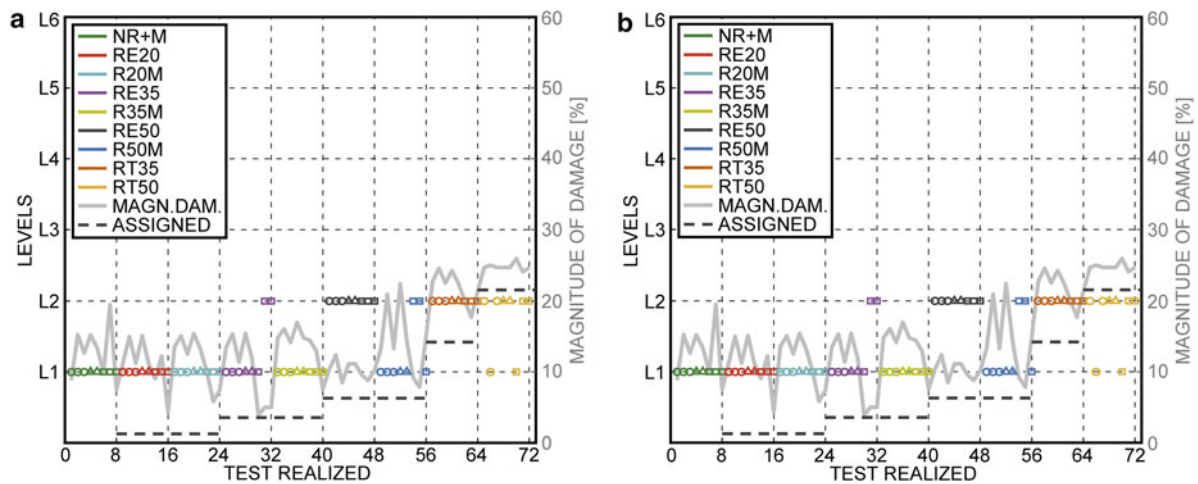 a
LEVELS
L6
L5
L4
L3
L2
L1
NR+M
RE20
R20M
RE35
R35M
RE50
R50M
RT35
RT50
MAGN.DAM.
ASSIGNED
60
50
40
30
20
10
0
MAGNITUDE OF DAMAGE [%]
0 8 16 24 32 40 48 56 64 72
TEST REALIZED
b
LEVELS
L6
L5
L4
L3
L2
L1
NR+M
RE20
R20M
RE35
R35M
RE50
R50M
RT35
RT50
MAGN.DAM.
ASSIGNED
60
50
40
30
20
10
0
MAGNITUDE OF DAMAGE [%]
0 8 16 24 32 40 48 56 64 72
TEST REALIZED